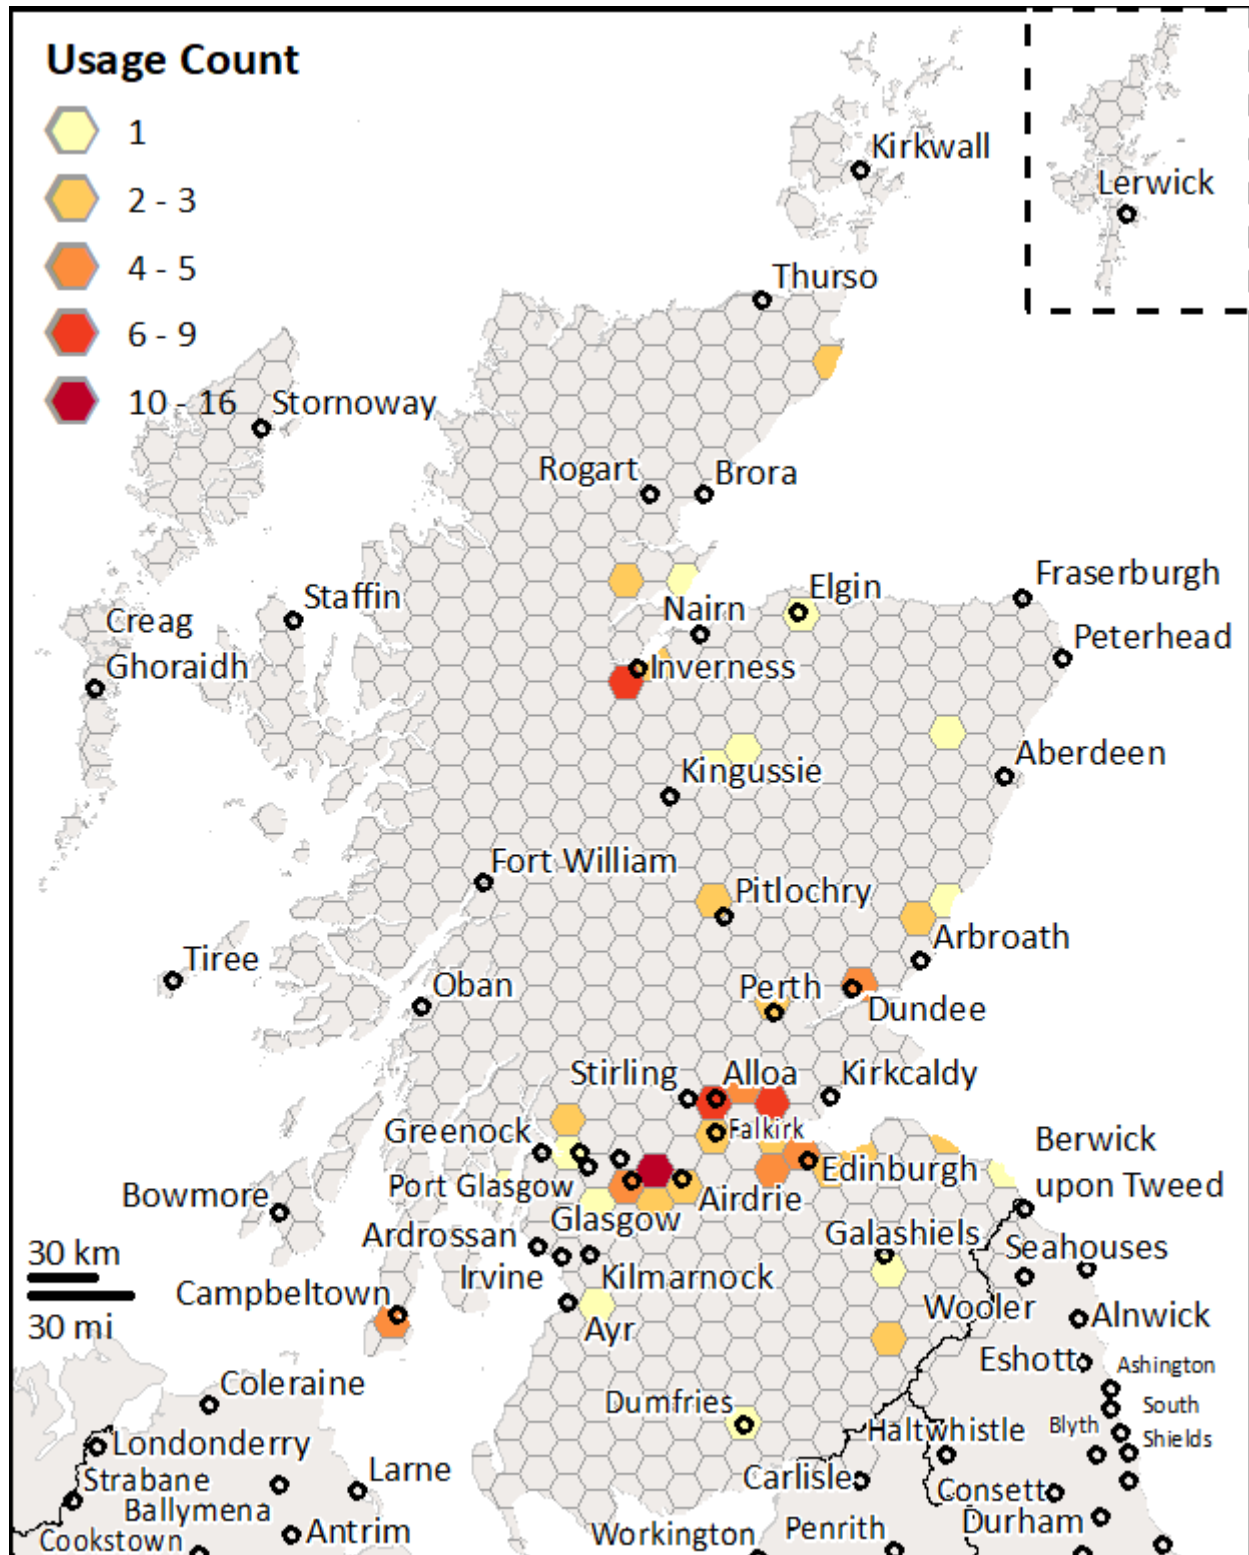 Usage Count
1
2 - 3
4 - 5
6 - 9
10 - 16
Kirkwall
Lerwick
Thurso
Stornoway
Rogart
Brora
Staffin
Creag
Ghoraidh
Nairn
Elgin
Fraserburgh
Peterhead
Inverness
Kingussie
Aberdeen
Fort William
Pitlochry
Arbroath
Tiree
Oban
Perth
Dundee
Stirling
Alloa
Kirkcaldy
Greenock
Falkirk
Edinburgh
Berwick
upon Tweed
Port Glasgow
Airdrie
Bowmore
Glasgow
Ardrossan
Galashiels
Seahouses
30 km
Irvine
Kilmarnock
Campbeltown
Wooler
Alnwick
30 mi
Ayr
Eshott
Ashington
Coleraine
Dumfries
South
Shields
Blyth
Haltwhistle
Londonderry
Larne
Strabane
Carlisle
Consett
Ballymena
Durham
Cookstown
Antrim
Workington
Penrith